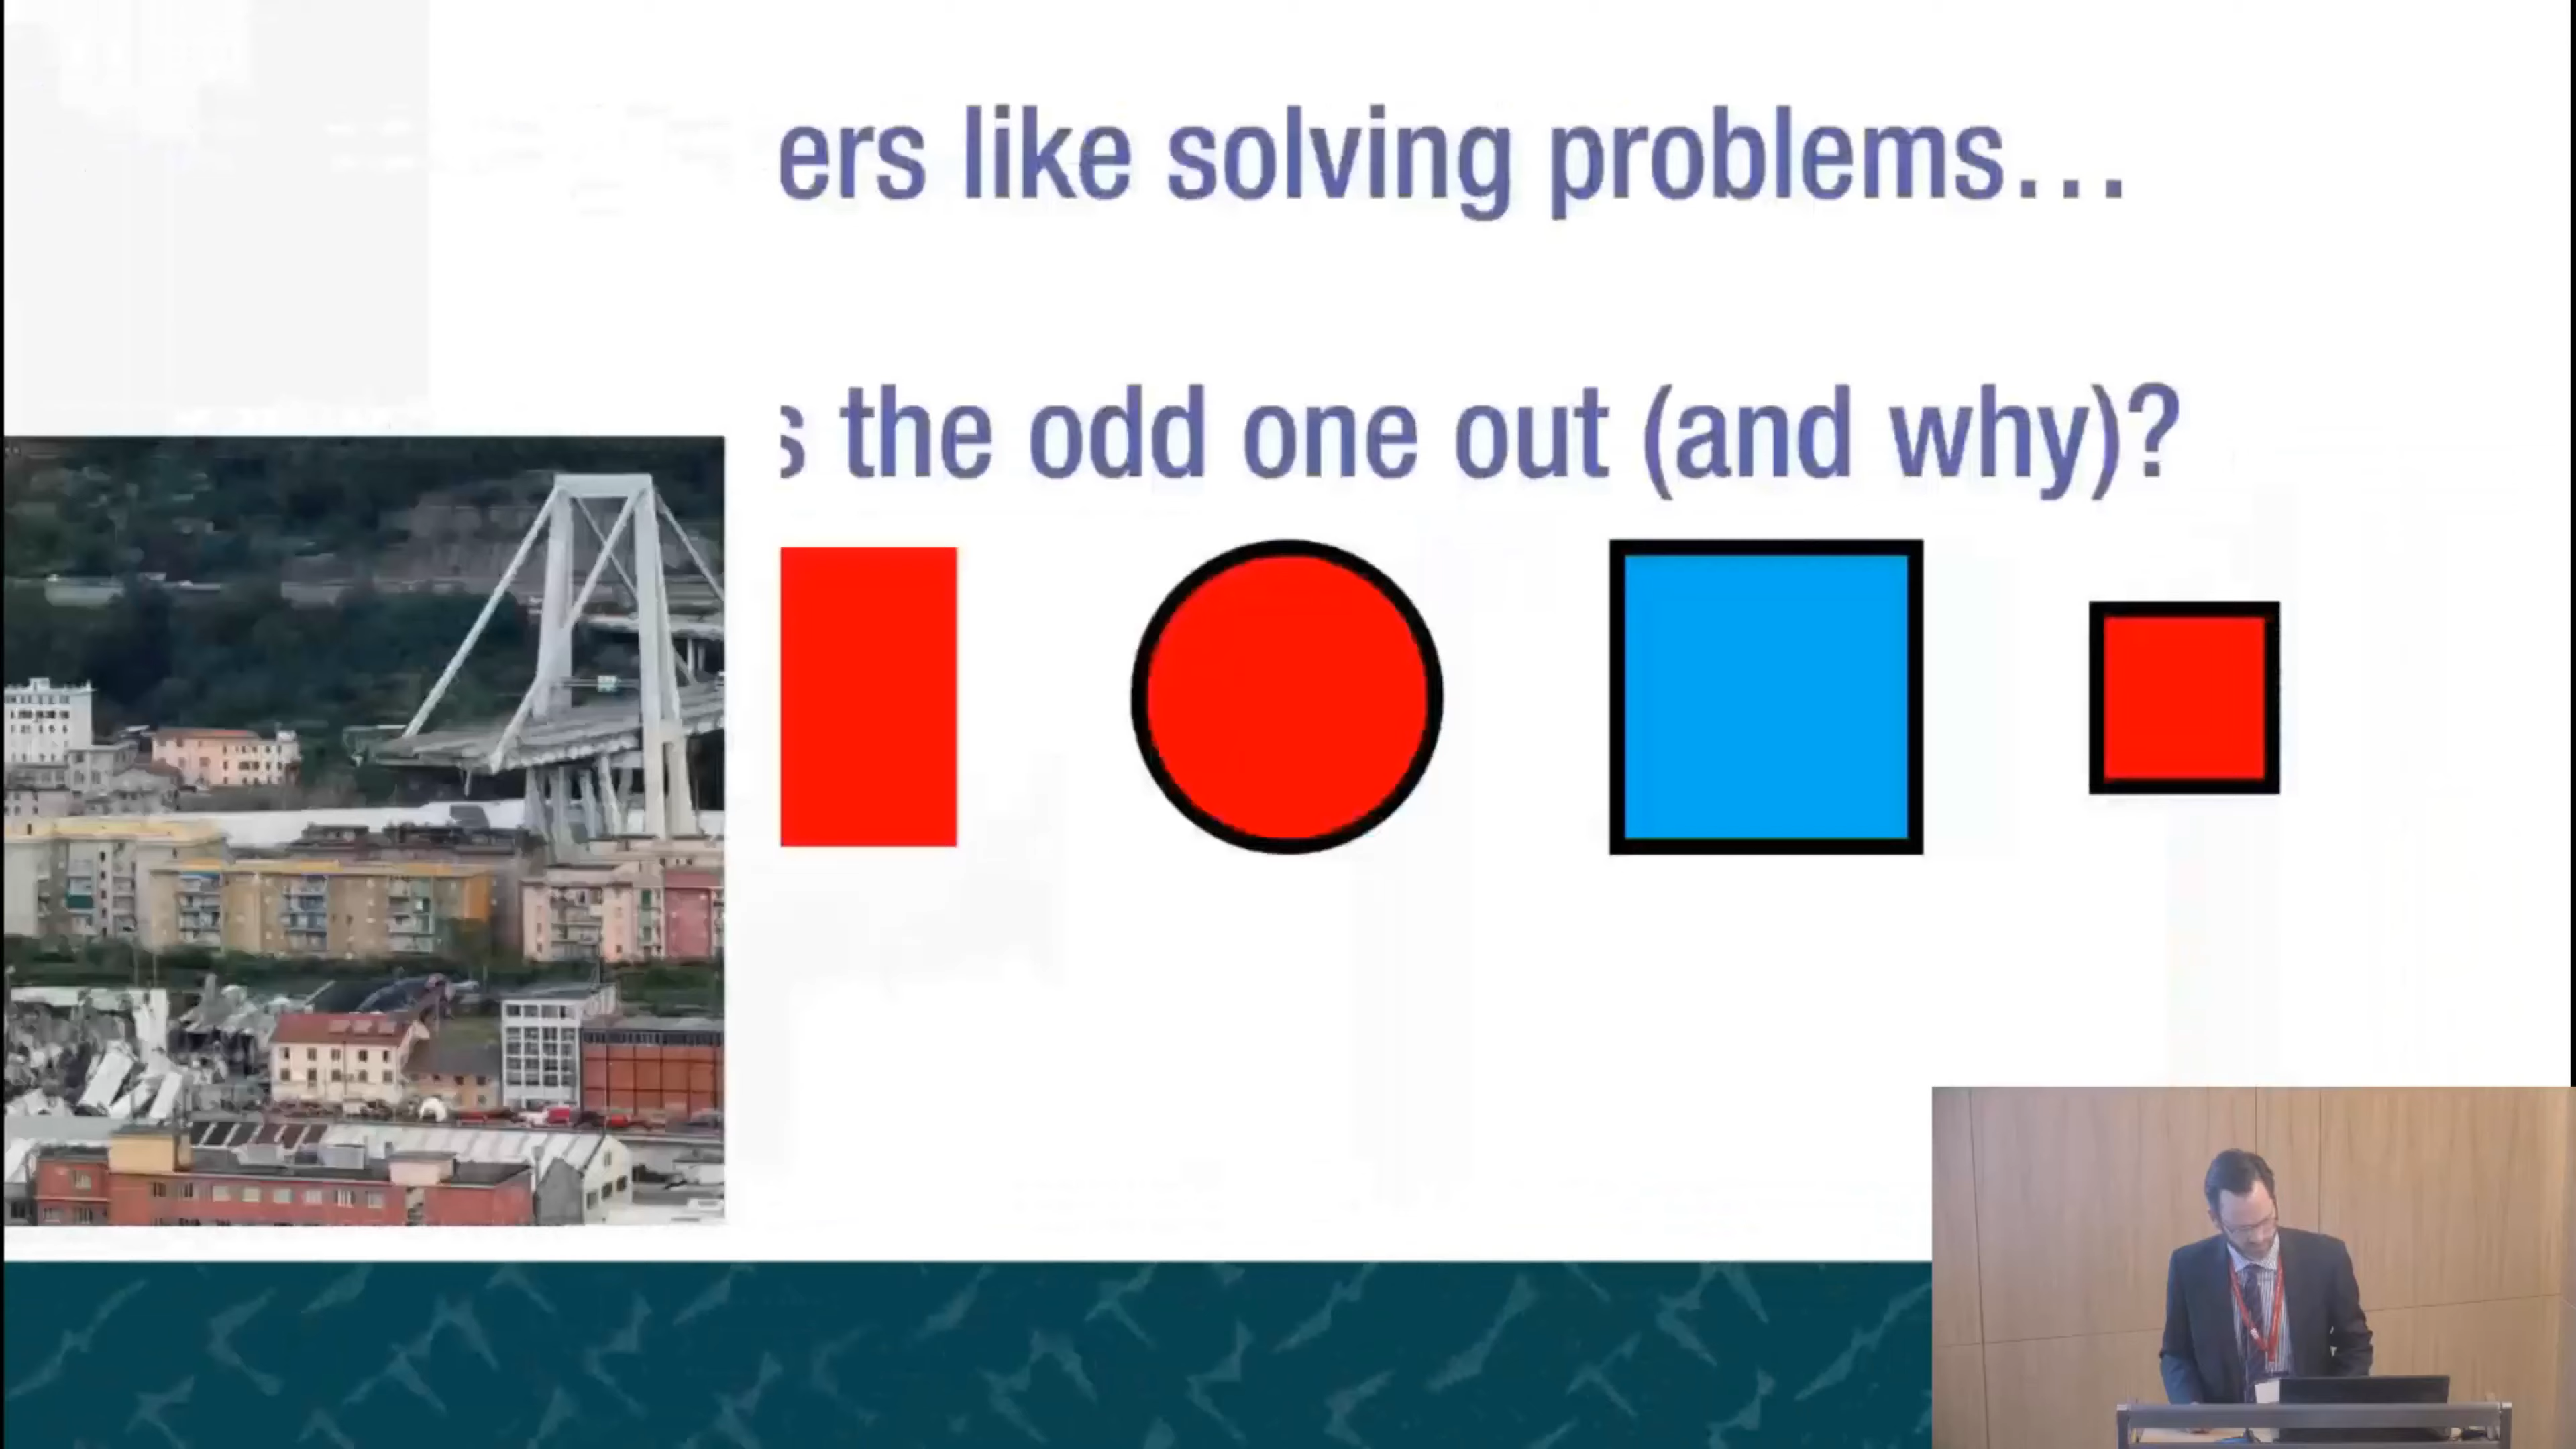 ers like solving problems...
s the odd one out (and why)?